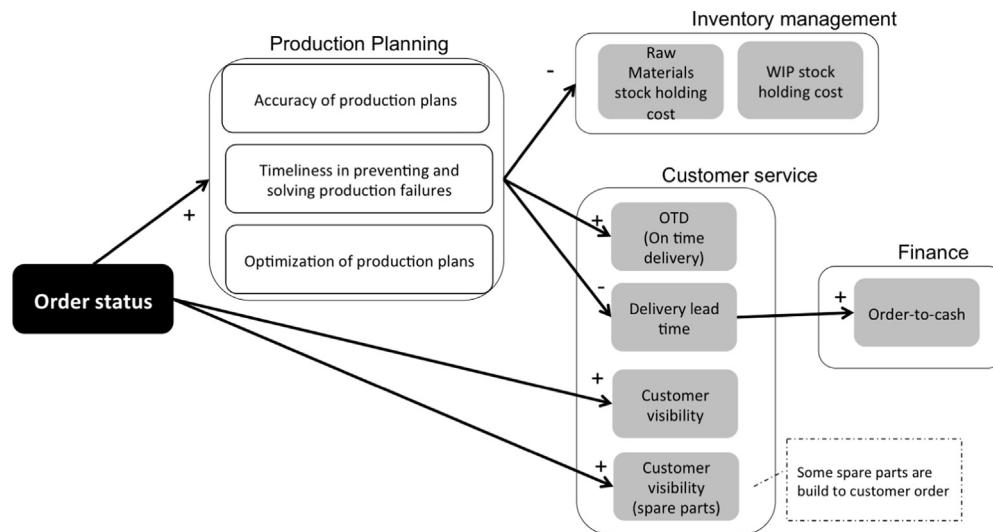 Inventory management
Production Planning
-
Raw
Materials
stock holding
cost
WIP stock
holding cost
Accuracy of production plans
Timeliness in preventing and
solving production failures
Optimization of production plans
+
Order status
Customer service
+
OTD
(On time
delivery)
-
Delivery lead
time
Finance
+
Order-to-cash
+
Customer
visibility
+
Customer
visibility
(spare parts)
Some spare parts are
build to customer order